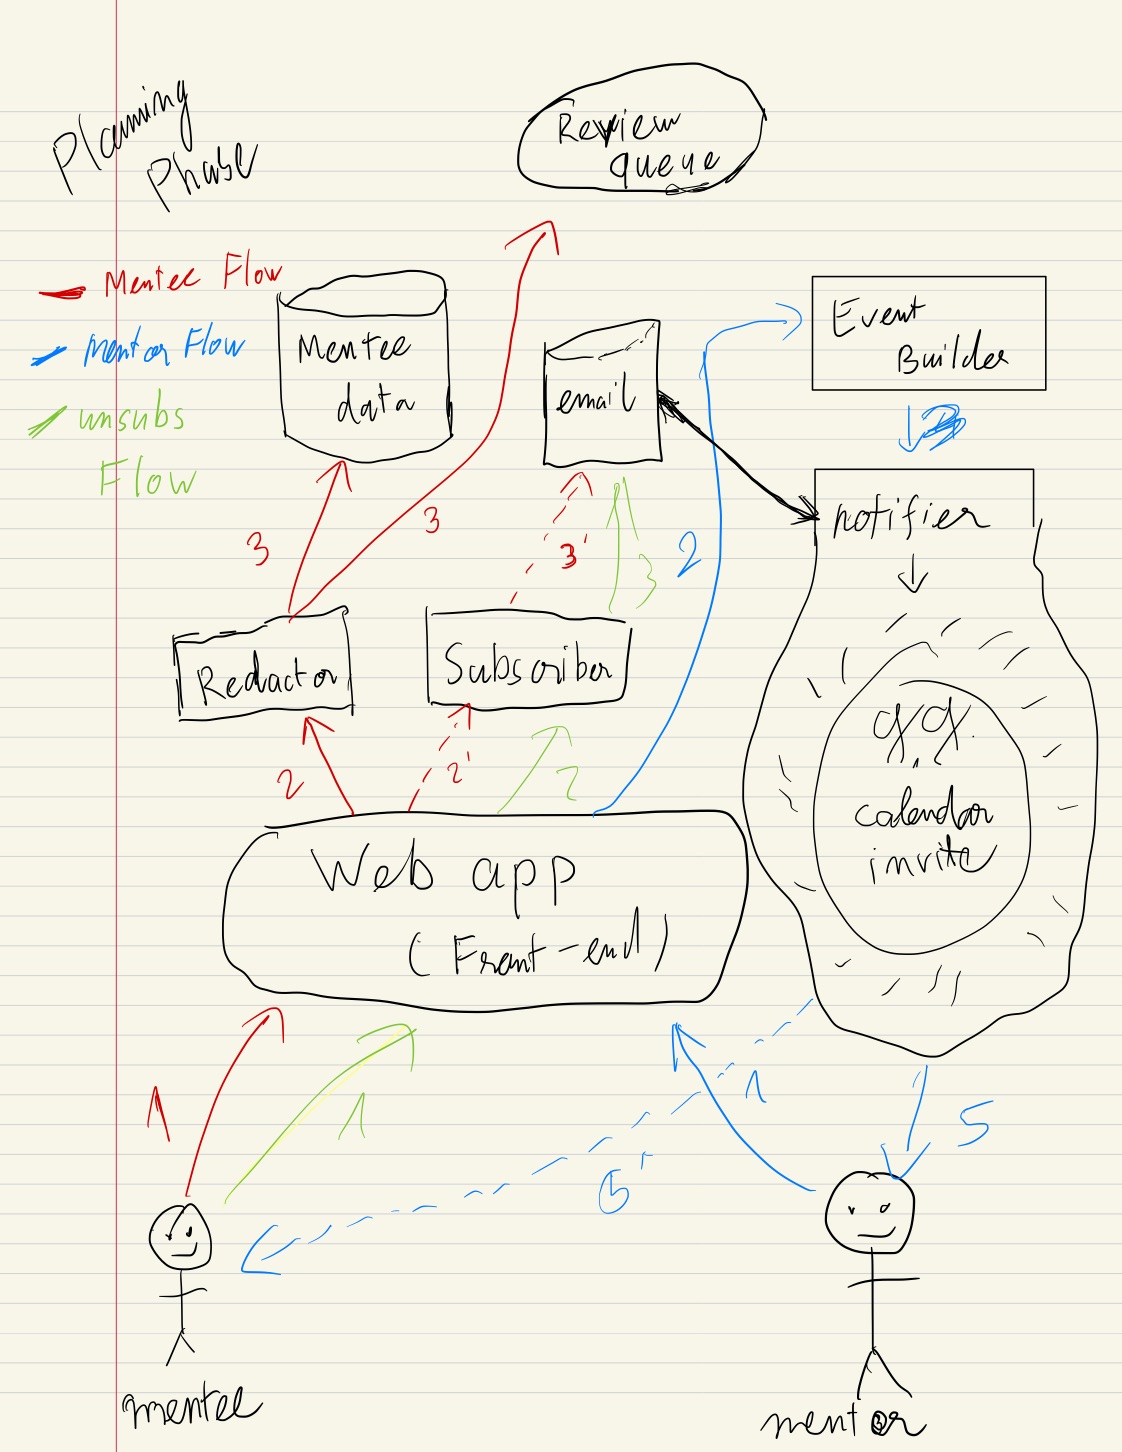 Planning
Phase
Review
queue
Mentee Flow
mentor Flow
unsubs
Flow
Mentee
data
email
Event
Builder
notifier
3
3
3'
3
2
Redactor
Subscriber
2
2'
2
calendar
invite
Web app
(Front-end)
1
1
1
5
5'
mentee
mentor